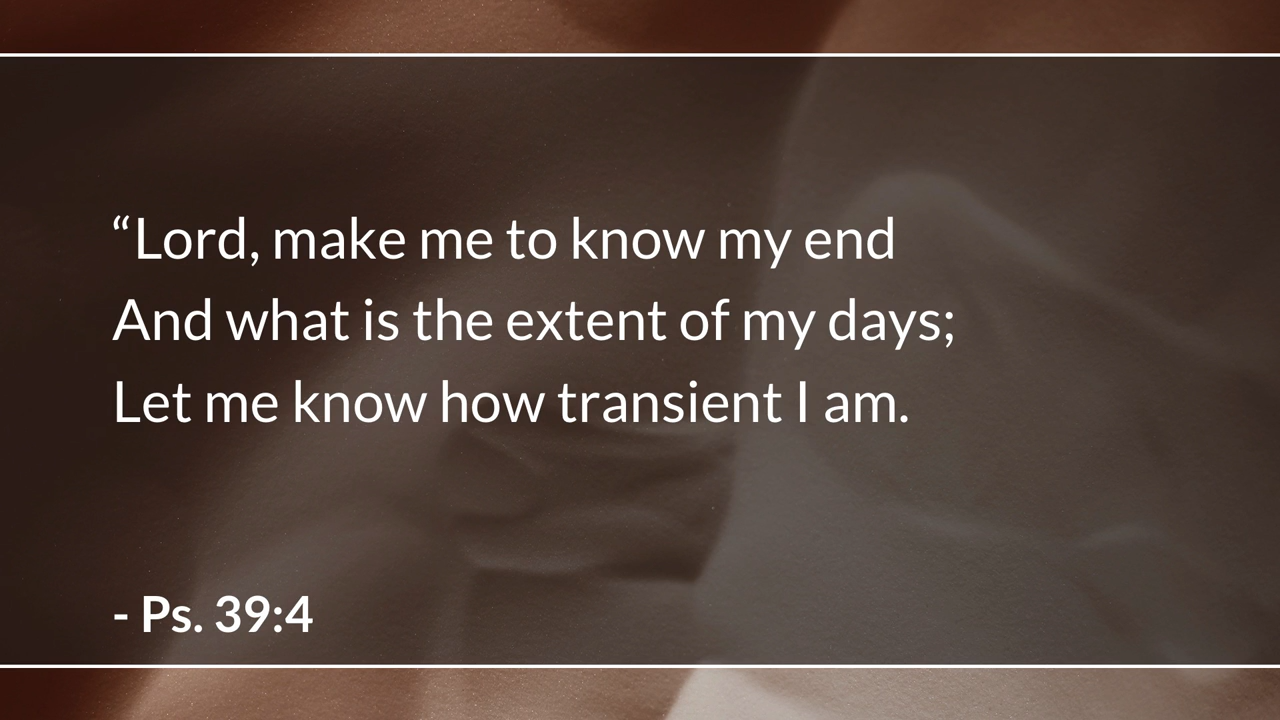 “Lord, make me to know my end
And what is the extent of my days;
Let me know how transient I am.
- Ps. 39:4